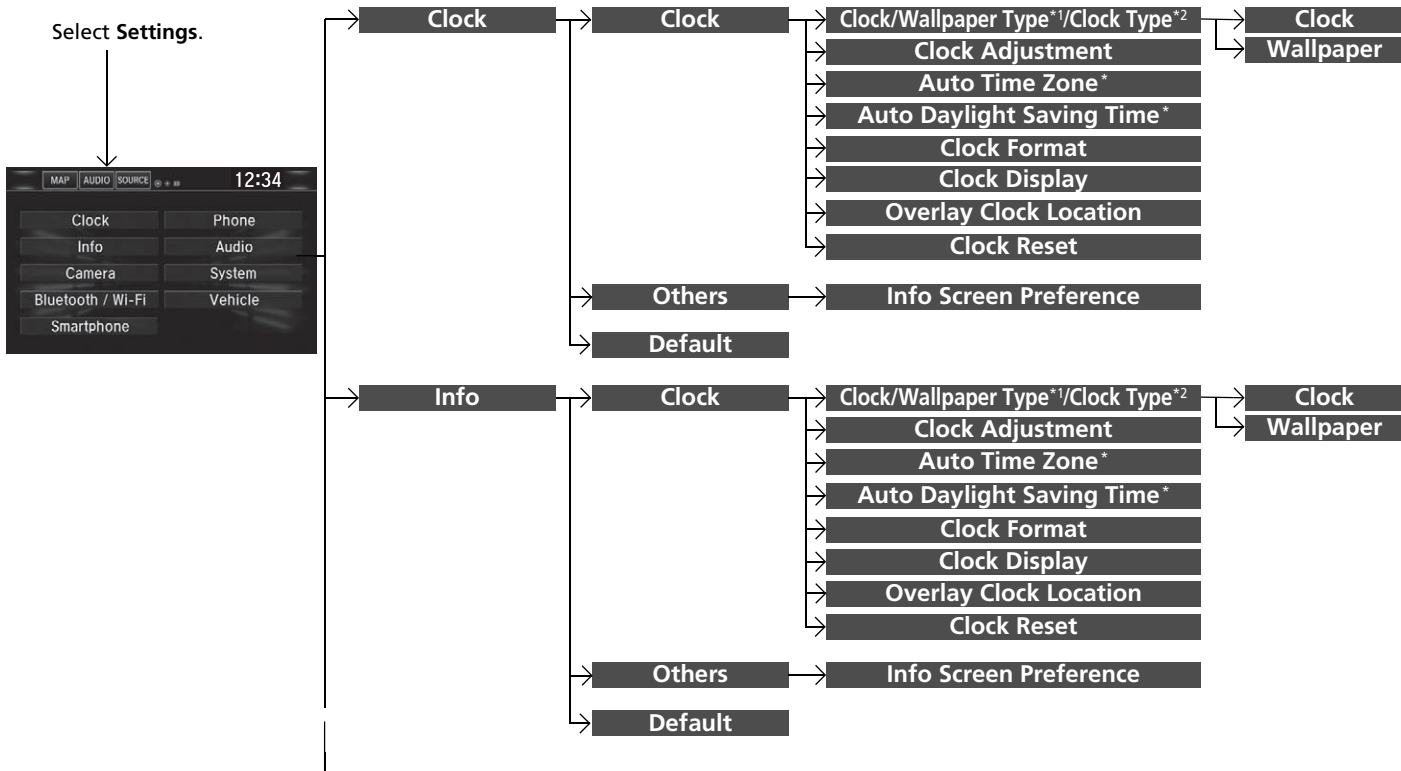 Select Settings.
MAP AUDIO SOURCE 12:34
Clock Phone
Info Audio
Camera System
Bluetooth / Wi-Fi Vehicle
Smartphone
Clock
Clock
Clock/Wallpaper Type*1/Clock Type*2
Clock
Wallpaper
Clock Adjustment
Auto Time Zone*
Auto Daylight Saving Time*
Clock Format
Clock Display
Overlay Clock Location
Clock Reset
Others
Info Screen Preference
Default
Info
Clock
Clock/Wallpaper Type*1/Clock Type*2
Clock
Wallpaper
Clock Adjustment
Auto Time Zone*
Auto Daylight Saving Time*
Clock Format
Clock Display
Overlay Clock Location
Clock Reset
Others
Info Screen Preference
Default